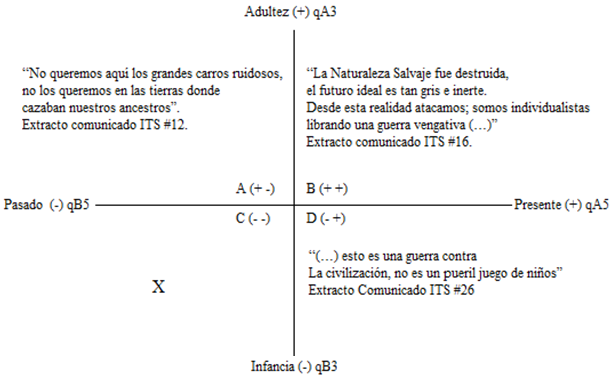 Adultez (+) qA3
“No queremos aquí los grandes carros ruidosos,
no los queremos en las tierras donde
cazaban nuestros ancestros”.
Extracto comunicado ITS #12.
“La Naturaleza Salvaje fue destruida,
el futuro ideal es tan gris e inerte.
Desde esta realidad atacamos; somos individualistas
librando una guerra vengativa (…)”
Extracto comunicado ITS #16.
A (+ -)
B (+ +)
Pasado (-) qB5
Presente (+) qA5
C (- -)
D (- +)
X
“(…) esto es una guerra contra
La civilización, no es un pueril juego de niños”
Extracto Comunicado ITS #26
Infancia (-) qB3